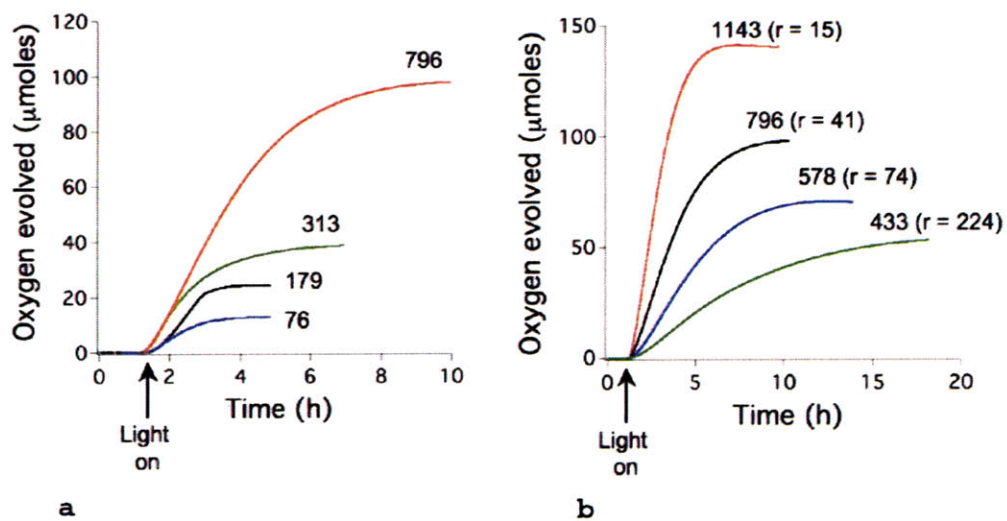 Oxygen evolved (μmoles)
120
100
80
60
40
20
0
796
313
179
76
0 2 4 6 8 10
Time (h)
Light
on
a
Oxygen evolved (μmoles)
150
100
50
0
1143 (r = 15)
796 (r = 41)
578 (r = 74)
433 (r = 224)
0 5 10 15 20
Time (h)
Light
on
b